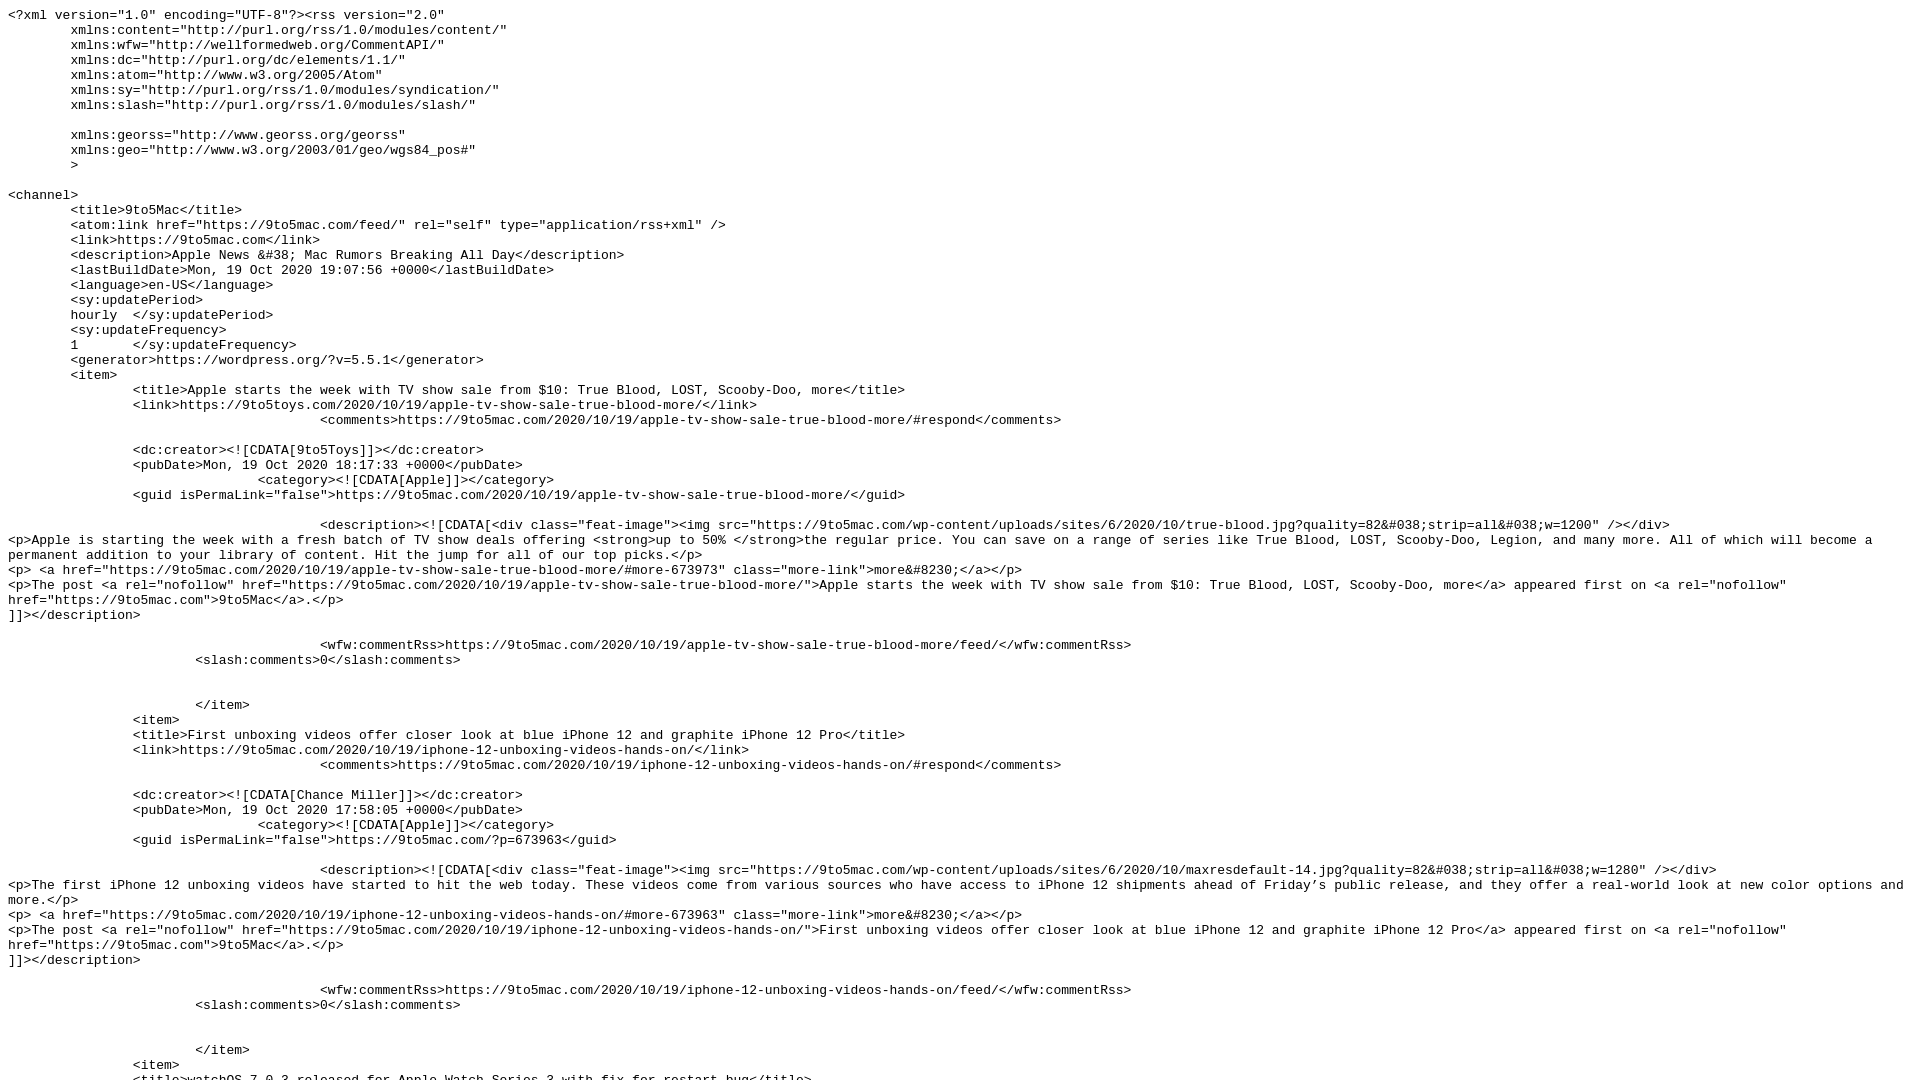 <?xml version="1.0" encoding="UTF-8"?><rss version="2.0"
xmlns:content="http://purl.org/rss/1.0/modules/content/"
xmlns:wfw="http://wellformedweb.org/CommentAPI/"
xmlns:dc="http://purl.org/dc/elements/1.1/"
xmlns:atom="http://www.w3.org/2005/Atom"
xmlns:sy="http://purl.org/rss/1.0/modules/syndication/"
xmlns:slash="http://purl.org/rss/1.0/modules/slash/"
xmlns:georss="http://www.georss.org/georss"
xmlns:geo="http://www.w3.org/2003/01/geo/wgs84_pos#"
>
<channel>
<title>9to5Mac</title>
<atom:link href="https://9to5mac.com/feed/" rel="self" type="application/rss+xml" />
<link>https://9to5mac.com</link>
<description>Apple News &#38; Mac Rumors Breaking All Day</description>
<lastBuildDate>Mon, 19 Oct 2020 19:07:56 +0000</lastBuildDate>
<language>en-US</language>
<sy:updatePeriod>
hourly  </sy:updatePeriod>
<sy:updateFrequency>
1       </sy:updateFrequency>
<generator>https://wordpress.org/?v=5.5.1</generator>
<item>
<title>Apple starts the week with TV show sale from $10: True Blood, LOST, Scooby-Doo, more</title>
<link>https://9to5toys.com/2020/10/19/apple-tv-show-sale-true-blood-more/</link>
<comments>https://9to5mac.com/2020/10/19/apple-tv-show-sale-true-blood-more/#respond</comments>
<dc:creator><![CDATA[9to5Toys]]></dc:creator>
<pubDate>Mon, 19 Oct 2020 18:17:33 +0000</pubDate>
<category><![CDATA[Apple]]></category>
<guid isPermaLink="false">https://9to5mac.com/2020/10/19/apple-tv-show-sale-true-blood-more/</guid>
<description><![CDATA[<div class="feat-image"><img src="https://9to5mac.com/wp-content/uploads/sites/6/2020/10/true-blood.jpg?quality=82&#038;strip=all&#038;w=1200" /></div>
<p>Apple is starting the week with a fresh batch of TV show deals offering <strong>up to 50% </strong>the regular price. You can save on a range of series like True Blood, LOST, Scooby-Doo, Legion, and many more. All of which will become a
permanent addition to your library of content. Hit the jump for all of our top picks.</p>
<p> <a href="https://9to5mac.com/2020/10/19/apple-tv-show-sale-true-blood-more/#more-673973" class="more-link">more&#8230;</a></p>
<p>The post <a rel="nofollow" href="https://9to5mac.com/2020/10/19/apple-tv-show-sale-true-blood-more/">Apple starts the week with TV show sale from $10: True Blood, LOST, Scooby-Doo, more</a> appeared first on <a rel="nofollow"
href="https://9to5mac.com">9to5Mac</a>.</p>
]]></description>
<wfw:commentRss>https://9to5mac.com/2020/10/19/apple-tv-show-sale-true-blood-more/feed/</wfw:commentRss>
<slash:comments>0</slash:comments>
</item>
<item>
<title>First unboxing videos offer closer look at blue iPhone 12 and graphite iPhone 12 Pro</title>
<link>https://9to5mac.com/2020/10/19/iphone-12-unboxing-videos-hands-on/</link>
<comments>https://9to5mac.com/2020/10/19/iphone-12-unboxing-videos-hands-on/#respond</comments>
<dc:creator><![CDATA[Chance Miller]]></dc:creator>
<pubDate>Mon, 19 Oct 2020 17:58:05 +0000</pubDate>
<category><![CDATA[Apple]]></category>
<guid isPermaLink="false">https://9to5mac.com/?p=673963</guid>
<description><![CDATA[<div class="feat-image"><img src="https://9to5mac.com/wp-content/uploads/sites/6/2020/10/maxresdefault-14.jpg?quality=82&#038;strip=all&#038;w=1280" /></div>
<p>The first iPhone 12 unboxing videos have started to hit the web today. These videos come from various sources who have access to iPhone 12 shipments ahead of Friday’s public release, and they offer a real-world look at new color options and
more.</p>
<p> <a href="https://9to5mac.com/2020/10/19/iphone-12-unboxing-videos-hands-on/#more-673963" class="more-link">more&#8230;</a></p>
<p>The post <a rel="nofollow" href="https://9to5mac.com/2020/10/19/iphone-12-unboxing-videos-hands-on/">First unboxing videos offer closer look at blue iPhone 12 and graphite iPhone 12 Pro</a> appeared first on <a rel="nofollow"
href="https://9to5mac.com">9to5Mac</a>.</p>
]]></description>
<wfw:commentRss>https://9to5mac.com/2020/10/19/iphone-12-unboxing-videos-hands-on/feed/</wfw:commentRss>
<slash:comments>0</slash:comments>
</item>
<item>
<title>watchOS 7.0.3 released for Apple Watch Series 3 with fix for restart bug</title>